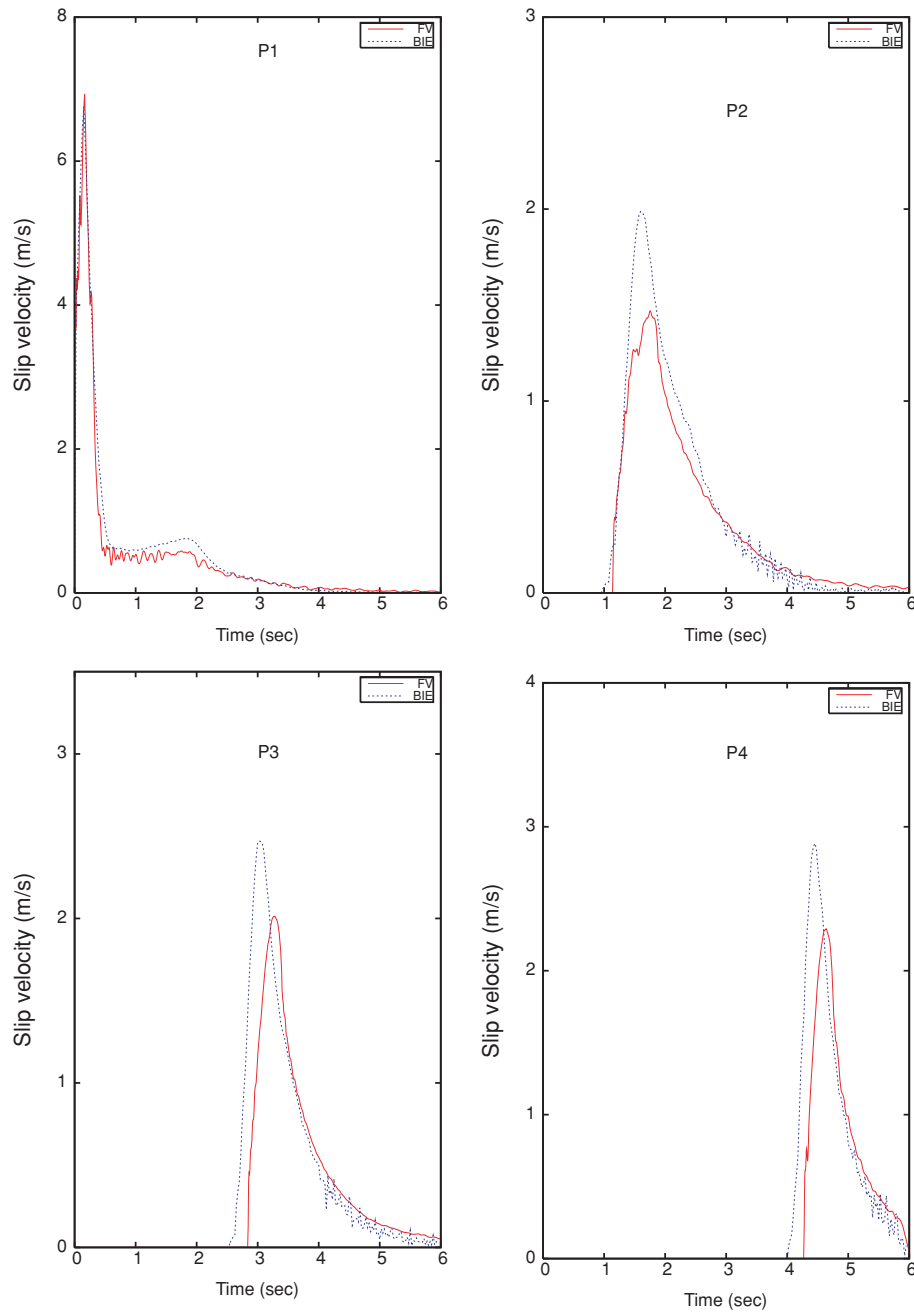 8
6
4
2
0
Slip velocity (m/s)
P1
FV
BIE
0 1 2 3 4 5 6
Time (sec)
3
2
1
0
Slip velocity (m/s)
P2
FV
BIE
0 1 2 3 4 5 6
Time (sec)
3
2
1
0
Slip velocity (m/s)
P3
FV
BIE
0 1 2 3 4 5 6
Time (sec)
4
3
2
1
0
Slip velocity (m/s)
P4
FV
BIE
0 1 2 3 4 5 6
Time (sec)